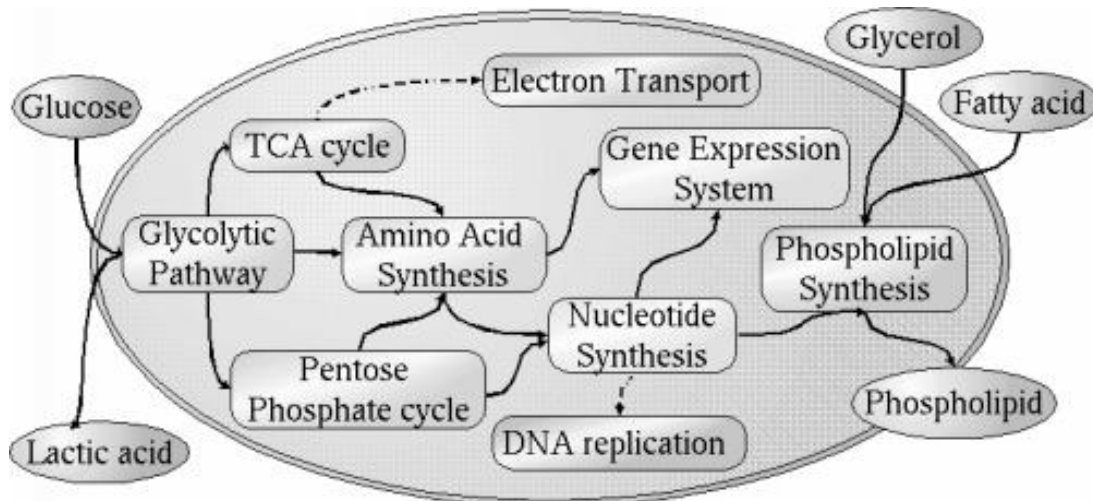 Glycerol
Glucose
Electron Transport
Fatty acid
TCA cycle
Gene Expression
System
Glycolytic
Pathway
Amino Acid
Synthesis
Phospholipid
Synthesis
Nucleotide
Synthesis
Pentose
Phosphate cycle
Phospholipid
DNA replication
Lactic acid